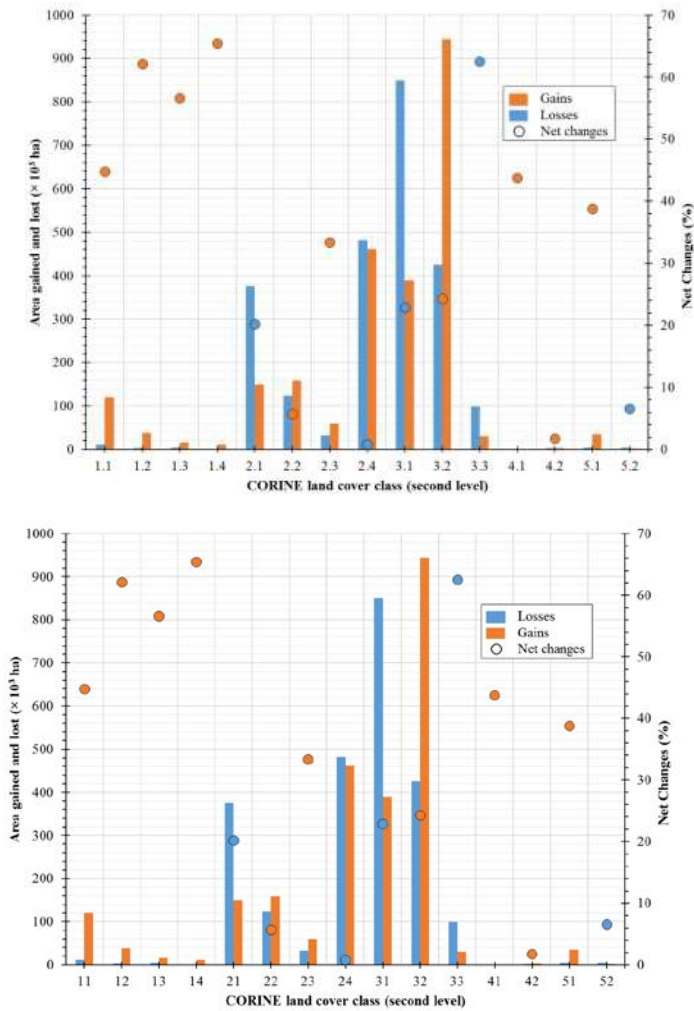 1000
900
800
700
600
500
400
300
200
100
0
Area gained and lost (× 10³ ha)
70
60
50
40
30
20
10
0
Net Changes (%)
Gains
Losses
Net changes
1.1 1.2 1.3 1.4 2.1 2.2 2.3 2.4 3.1 3.2 3.3 4.1 4.2 5.1 5.2
CORINE land cover class (second level)
1000
900
800
700
600
500
400
300
200
100
0
Area gained and lost (× 10³ ha)
70
60
50
40
30
20
10
0
Net Changes (%)
Losses
Gains
Net changes
11 12 13 14 21 22 23 24 31 32 33 41 42 51 52
CORINE land cover class (second level)